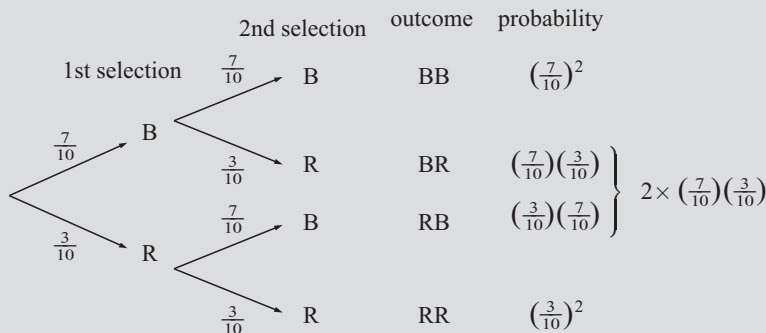 2nd selection outcome probability
1st selection 7/10 B BB (7/10)^2
7/10 B
3/10 R BR (7/10)(3/10)
} 2 × (7/10)(3/10)
7/10 B RB (3/10)(7/10)
3/10 R
3/10 R RR (3/10)^2